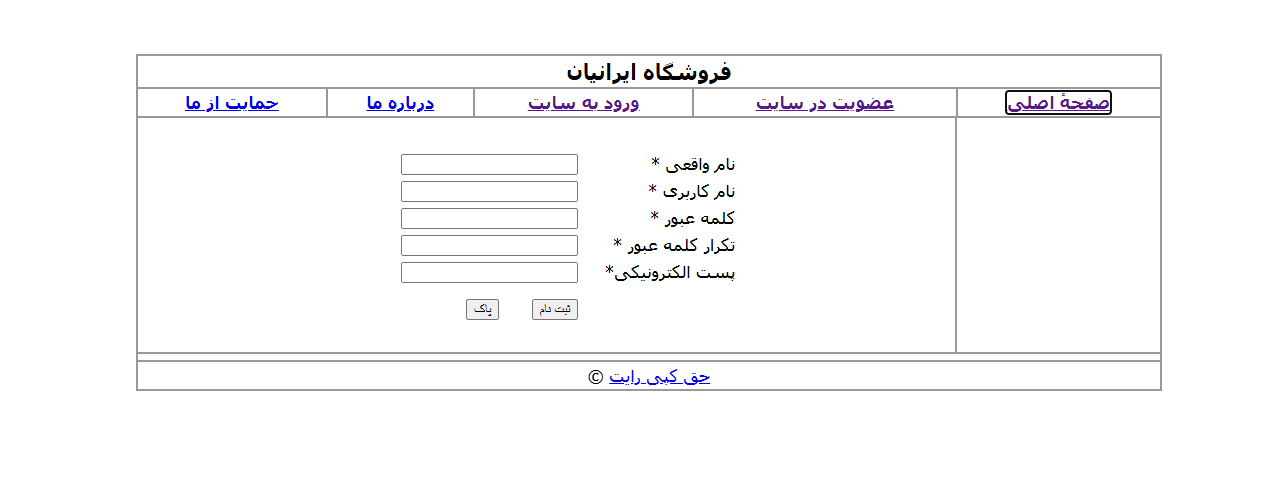 فروشگاه ایرانیان
صفحهٔ اصلی عضویت در سایت ورود به سایت درباره ما حمایت از ما
نام واقعی *
نام کاربری *
کلمه عبور *
تکرار کلمه عبور *
پست الکترونیکی*
ثبت نام پاک
حق کپی رایت ©